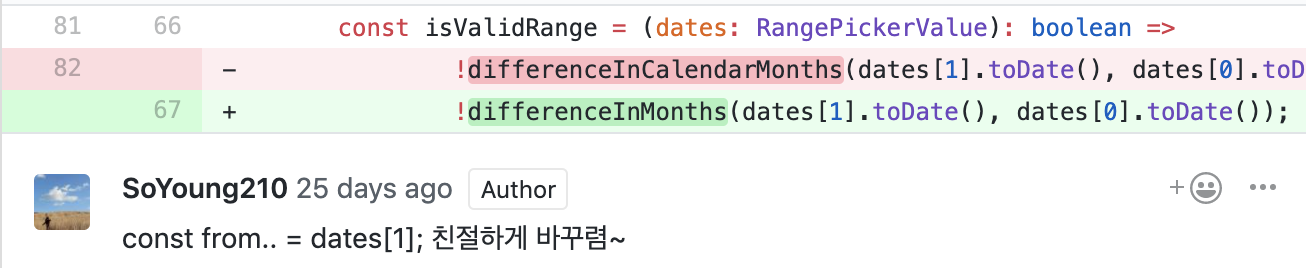 81 66 const isValidRange = (dates: RangePickerValue): boolean =>
82 - !differenceInCalendarMonths(dates[1].toDate(), dates[0].toD
67 + !differenceInMonths(dates[1].toDate(), dates[0].toDate());
SoYoung210 25 days ago Author
const from.. = dates[1]; 친절하게 바꾸렴~